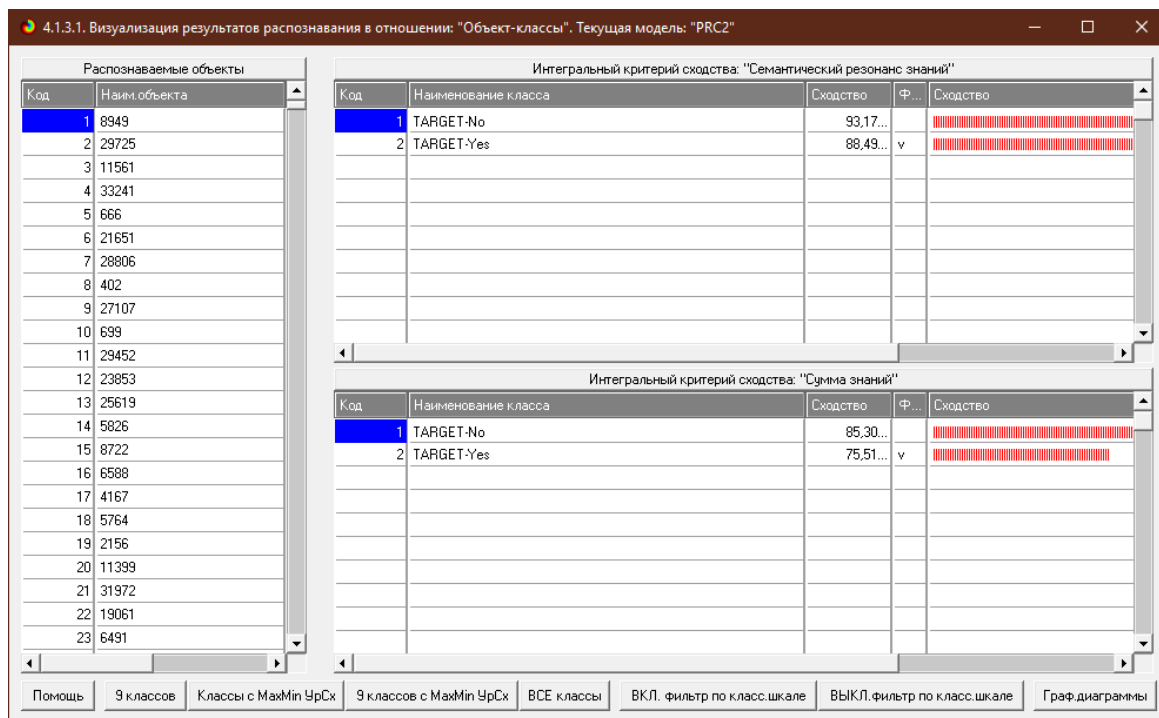 4.1.3.1. Визуализация результатов распознавания в отношении: "Объект-классы". Текущая модель: "PRC2"
Распознаваемые объекты
Код Наим.объекта
1 8949
2 29725
3 11561
4 33241
5 666
6 21651
7 28806
8 402
9 27107
10 699
11 29452
12 23853
13 25619
14 5826
15 8722
16 6588
17 4167
18 5764
19 2156
20 11399
21 31972
22 19061
23 6491
Интегральный критерий сходства: "Семантический резонанс знаний"
Код Наименование класса Сходство Ф... Сходство
1 TARGET-No 93,17...
2 TARGET-Yes 88,49... v
Интегральный критерий сходства: "Сумма знаний"
Код Наименование класса Сходство Ф... Сходство
1 TARGET-No 85,30...
2 TARGET-Yes 75,51... v
Помощь 9 классов Классы с MaxMin УрСх 9 классов с MaxMin УрСх ВСЕ классы ВКЛ. фильтр по класс.шкале ВЫКЛ.фильтр по класс.шкале Граф.диаграммы